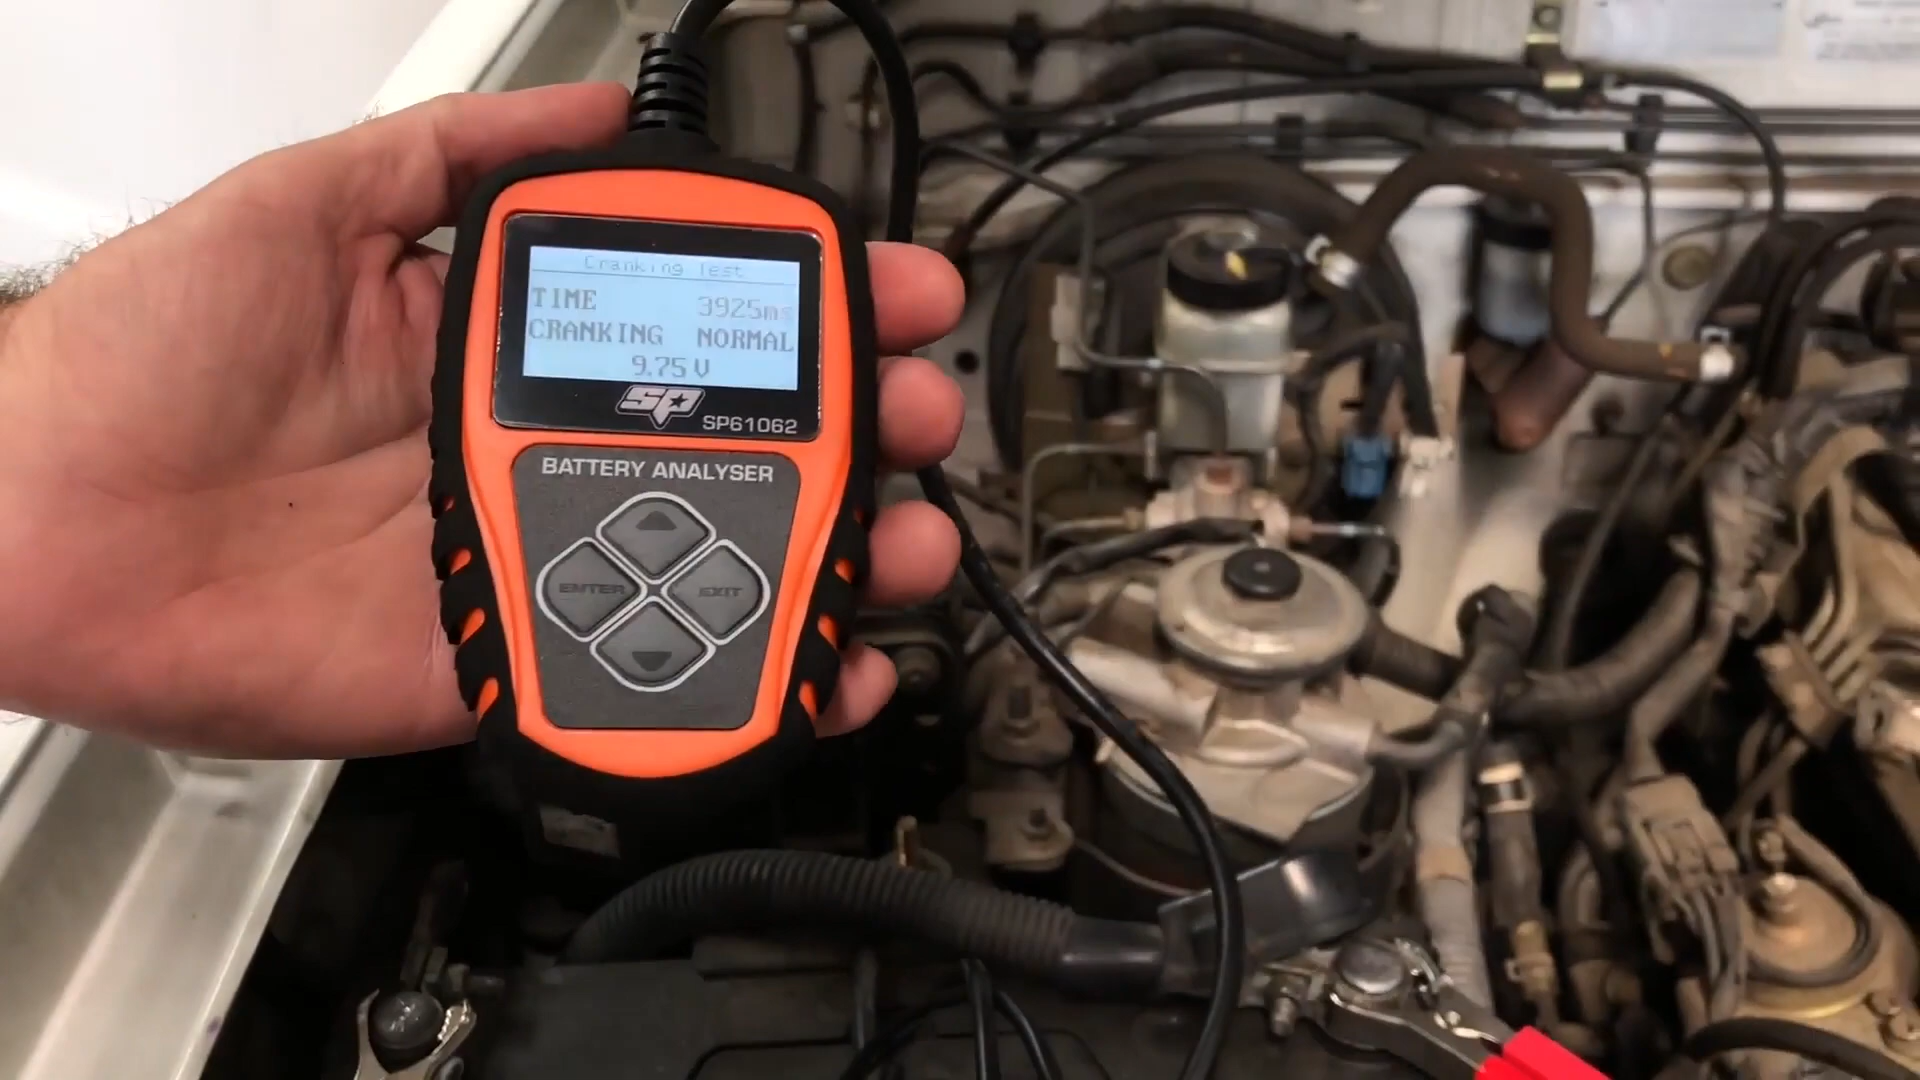 Cranking Test
TIME 3925ms
CRANKING NORMAL
9.75 V
SP
SP61062
BATTERY ANALYSER
ENTER EXIT